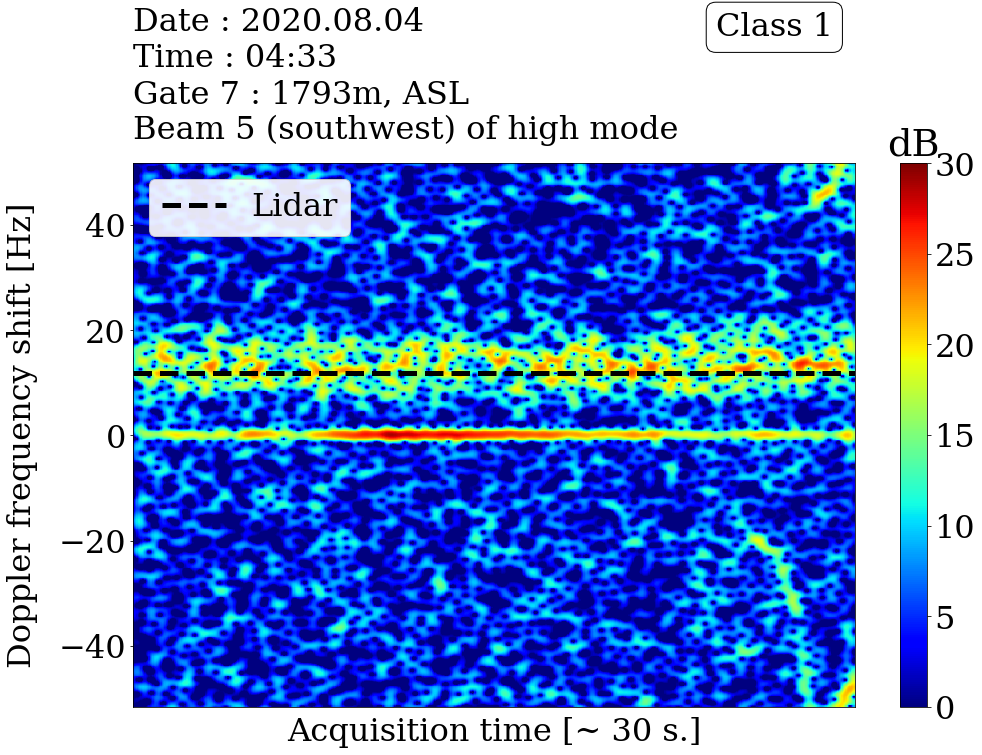 Date : 2020.08.04
Time : 04:33
Gate 7 : 1793m, ASL
Beam 5 (southwest) of high mode
Class 1
dB
Lidar
Doppler frequency shift [Hz]
40
20
0
−20
−40
30
25
20
15
10
5
0
Acquisition time [~ 30 s.]